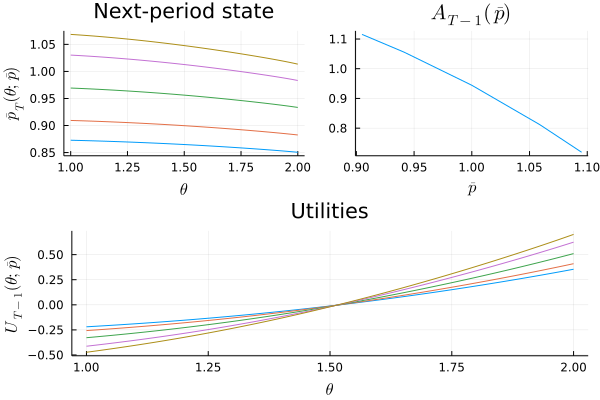 Next-period state
p̄_T(θ; p̄)
1.05
1.00
0.95
0.90
0.85
1.00 1.25 1.50 1.75 2.00
θ
A_{T−1}(p̄)
1.1
1.0
0.9
0.8
0.90 0.95 1.00 1.05 1.10
p̄
Utilities
U_{T−1}(θ; p̄)
0.50
0.25
0.00
−0.25
−0.50
1.00 1.25 1.50 1.75 2.00
θ